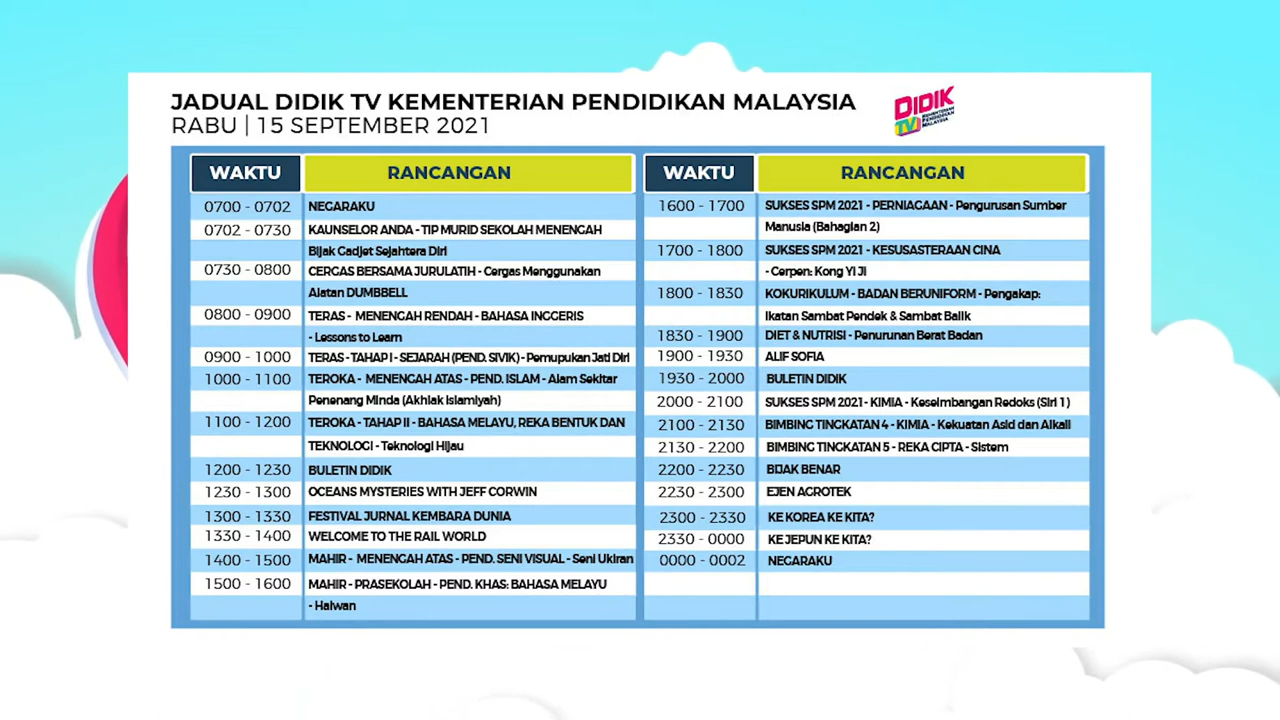 JADUAL DIDIK TV KEMENTERIAN PENDIDIKAN MALAYSIA
RABU | 15 SEPTEMBER 2021
DIDIK
TV
KEMENTERIAN
PENDIDIKAN
MALAYSIA
WAKTU RANCANGAN
0700 - 0702 NEGARAKU
0702 - 0730 KAUNSELOR ANDA - TIP MURID SEKOLAH MENENGAH
Bijak Gadjet Sejahtera Diri
0730 - 0800 CERGAS BERSAMA JURULATIH - Cergas Menggunakan
Alatan DUMBBELL
0800 - 0900 TERAS - MENENGAH RENDAH - BAHASA INGGERIS
- Lessons to Learn
0900 - 1000 TERAS - TAHAP I - SEJARAH (PEND. SIVIK) - Pemupukan Jati Diri
1000 - 1100 TEROKA - MENENGAH ATAS - PEND. ISLAM - Alam Sekitar
Penenang Minda (Akhlak Islamiyah)
1100 - 1200 TEROKA - TAHAP II - BAHASA MELAYU, REKA BENTUK DAN
TEKNOLOGI - Teknologi Hijau
1200 - 1230 BULETIN DIDIK
1230 - 1300 OCEANS MYSTERIES WITH JEFF CORWIN
1300 - 1330 FESTIVAL JURNAL KEMBARA DUNIA
1330 - 1400 WELCOME TO THE RAIL WORLD
1400 - 1500 MAHIR - MENENGAH ATAS - PEND. SENI VISUAL - Seni Ukiran
1500 - 1600 MAHIR - PRASEKOLAH - PEND. KHAS: BAHASA MELAYU
- Haiwan
WAKTU RANCANGAN
1600 - 1700 SUKSES SPM 2021 - PERNIAGAAN - Pengurusan Sumber
Manusia (Bahagian 2)
1700 - 1800 SUKSES SPM 2021 - KESUSASTERAAN CINA
- Cerpen: Kong Yi Ji
1800 - 1830 KOKURIKULUM - BADAN BERUNIFORM - Pengakap:
Ikatan Sambat Pendek & Sambat Balik
1830 - 1900 DIET & NUTRISI - Penurunan Berat Badan
1900 - 1930 ALIF SOFIA
1930 - 2000 BULETIN DIDIK
2000 - 2100 SUKSES SPM 2021 - KIMIA - Keseimbangan Redoks (Siri 1)
2100 - 2130 BIMBING TINGKATAN 4 - KIMIA - Kekuatan Asid dan Alkali
2130 - 2200 BIMBING TINGKATAN 5 - REKA CIPTA - Sistem
2200 - 2230 BIJAK BENAR
2230 - 2300 EJEN AGROTEK
2300 - 2330 KE KOREA KE KITA?
2330 - 0000 KE JEPUN KE KITA?
0000 - 0002 NEGARAKU